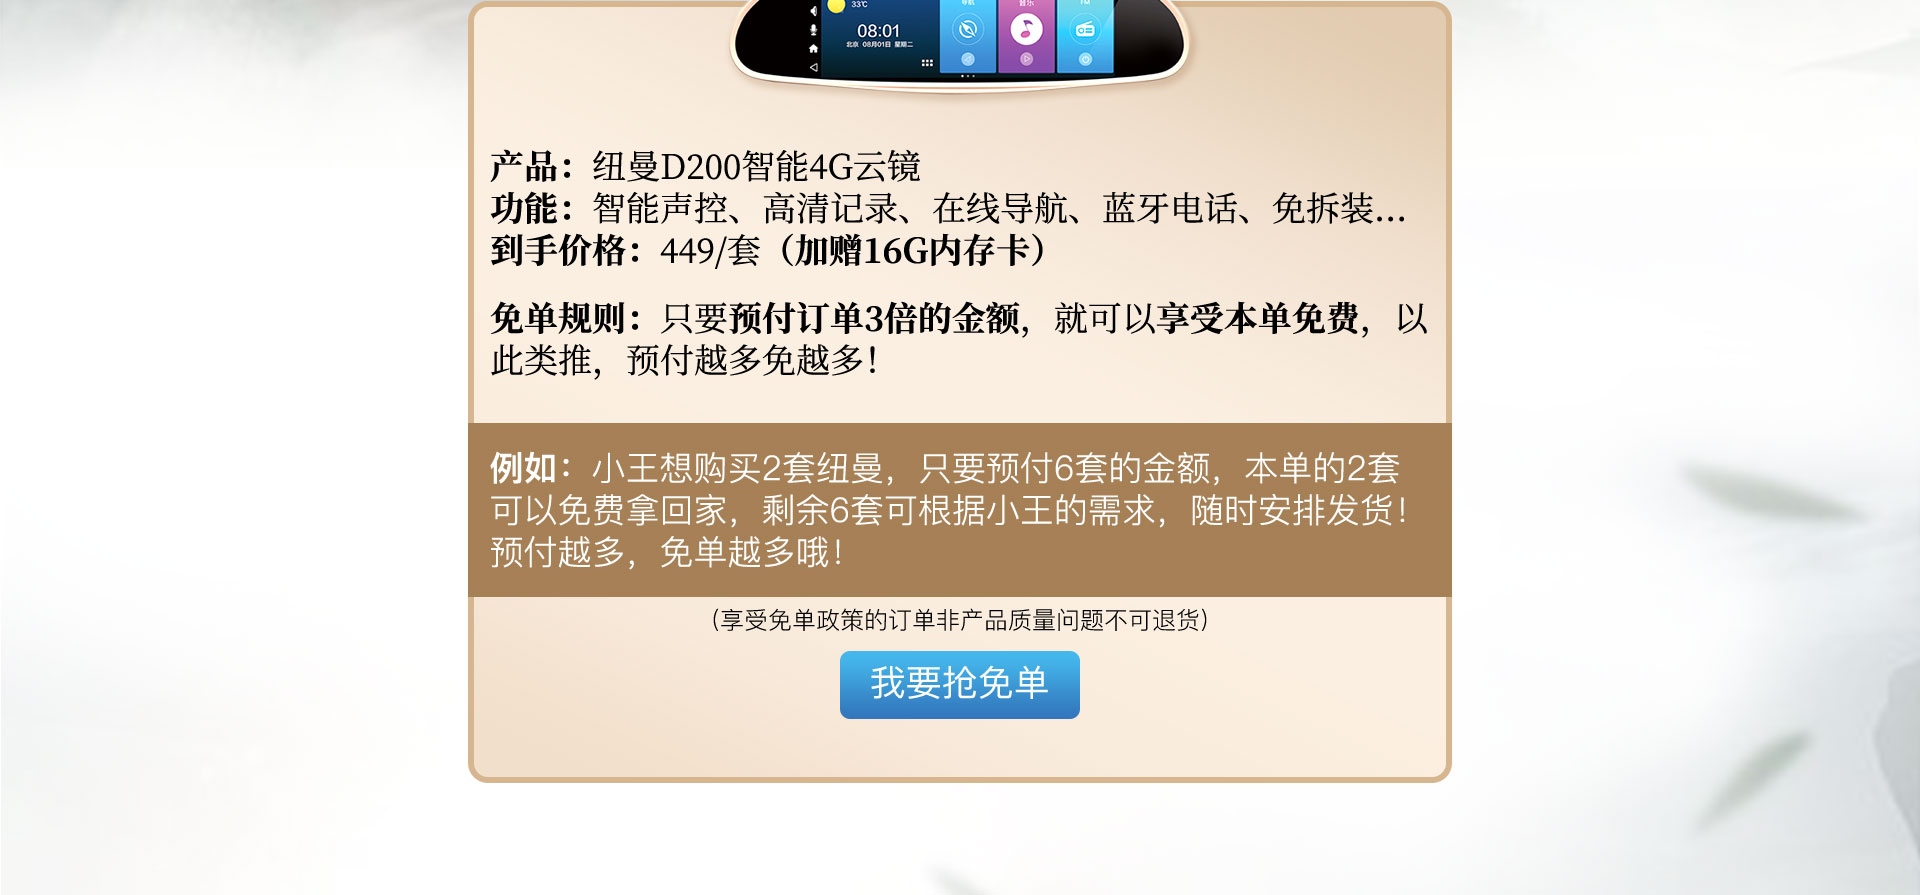 33℃
08:01
北京 08月01日 星期二
产品：纽曼D200智能4G云镜
功能：智能声控、高清记录、在线导航、蓝牙电话、免拆装...
到手价格：449/套（加赠16G内存卡）
免单规则：只要预付订单3倍的金额，就可以享受本单免费，以
此类推，预付越多免越多！
例如：小王想购买2套纽曼，只要预付6套的金额，本单的2套
可以免费拿回家，剩余6套可根据小王的需求，随时安排发货！
预付越多，免单越多哦！
（享受免单政策的订单非产品质量问题不可退货）
我要抢免单